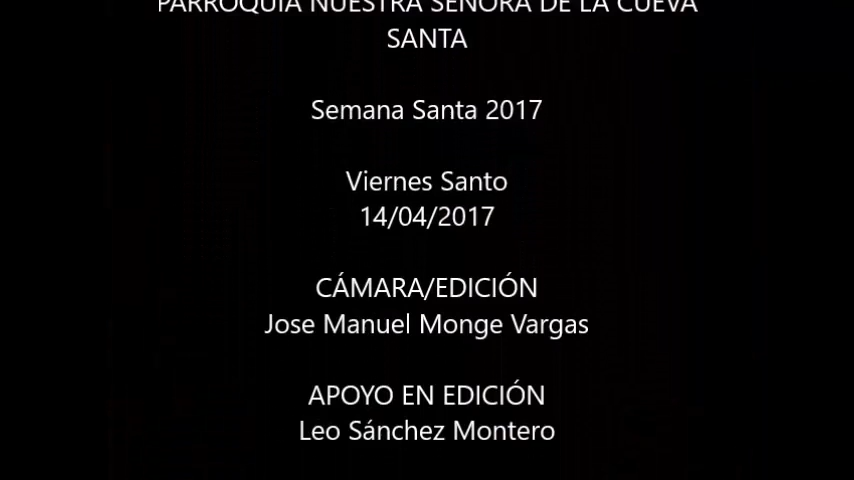 PARROQUIA NUESTRA SEÑORA DE LA CUEVA
SANTA
Semana Santa 2017
Viernes Santo
14/04/2017
CÁMARA/EDICIÓN
Jose Manuel Monge Vargas
APOYO EN EDICIÓN
Leo Sánchez Montero